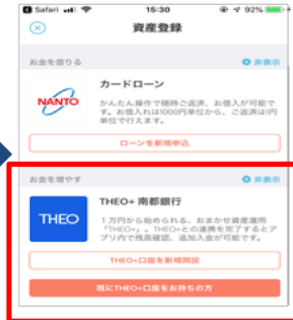 Safari 15:30 92%
資産登録
お金を借りる 非表示
NANTO
カードローン
かんたん操作で随時ご返済、お借入が可能で
す。お借入れは1000円単位から、ご返済は1円
単位で行えます。
ローンを新規申込
お金を増やす 非表示
THEO
THEO+ 南都銀行
1万円から始められる、おまかせ資産運用
「THEO+」。THEO+との連携を完了するとア
プリ内で残高確認、追加入金が可能です。
THEO+口座を新規開設
既にTHEO+口座をお持ちの方